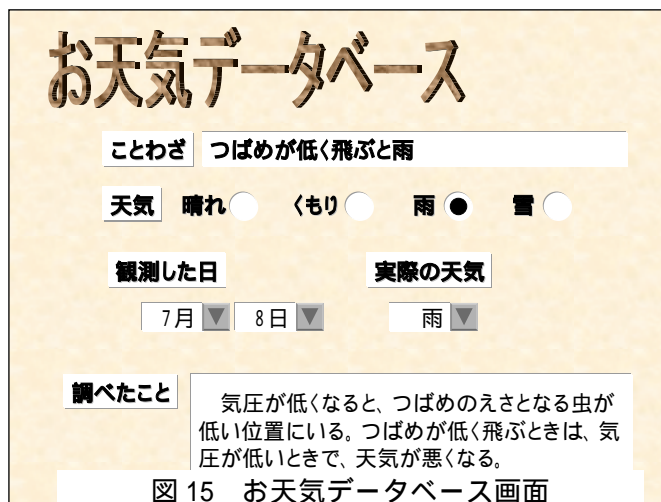 お天気データベース
ことわざ つばめが低く飛ぶと雨
天気 晴れ くもり 雨 雪
観測した日 実際の天気
7月 8日 雨
調べたこと
気圧が低くなると、つばめのえさとなる虫が
低い位置にいる。つばめが低く飛ぶときは、気
圧が低いときで、天気が悪くなる。
図 15 お天気データベース画面